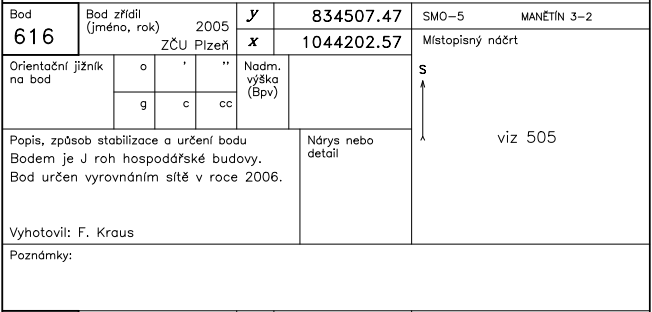 Bod
616
Bod zřídil
(jméno, rok) 2005
ZČU Plzeň
y 834507.47
x 1044202.57
SMO-5 MANĚTÍN 3-2
Místopisný náčrt
Orientační jižník
na bod
o ' ''
g c cc
Nadm.
výška
(Bpv)
S
viz 505
Popis, způsob stabilizace a určení bodu
Bodem je J roh hospodářské budovy.
Bod určen vyrovnáním sítě v roce 2006.
Vyhotovil: F. Kraus
Nárys nebo
detail
Poznámky: